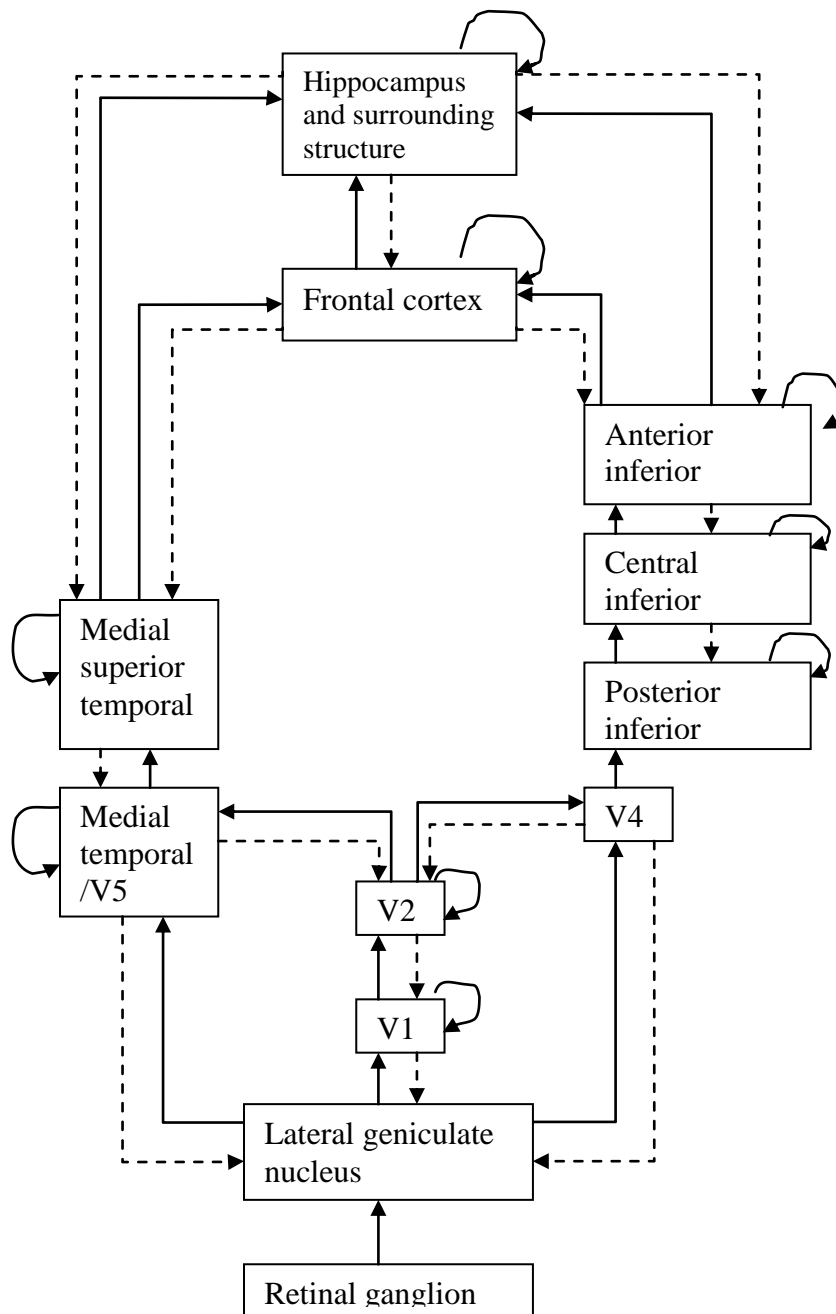 Hippocampus
and surrounding
structure
Frontal cortex
Anterior
inferior
Central
inferior
Medial
superior
temporal
Posterior
inferior
Medial
temporal
/V5
V4
V2
V1
Lateral geniculate
nucleus
Retinal ganglion